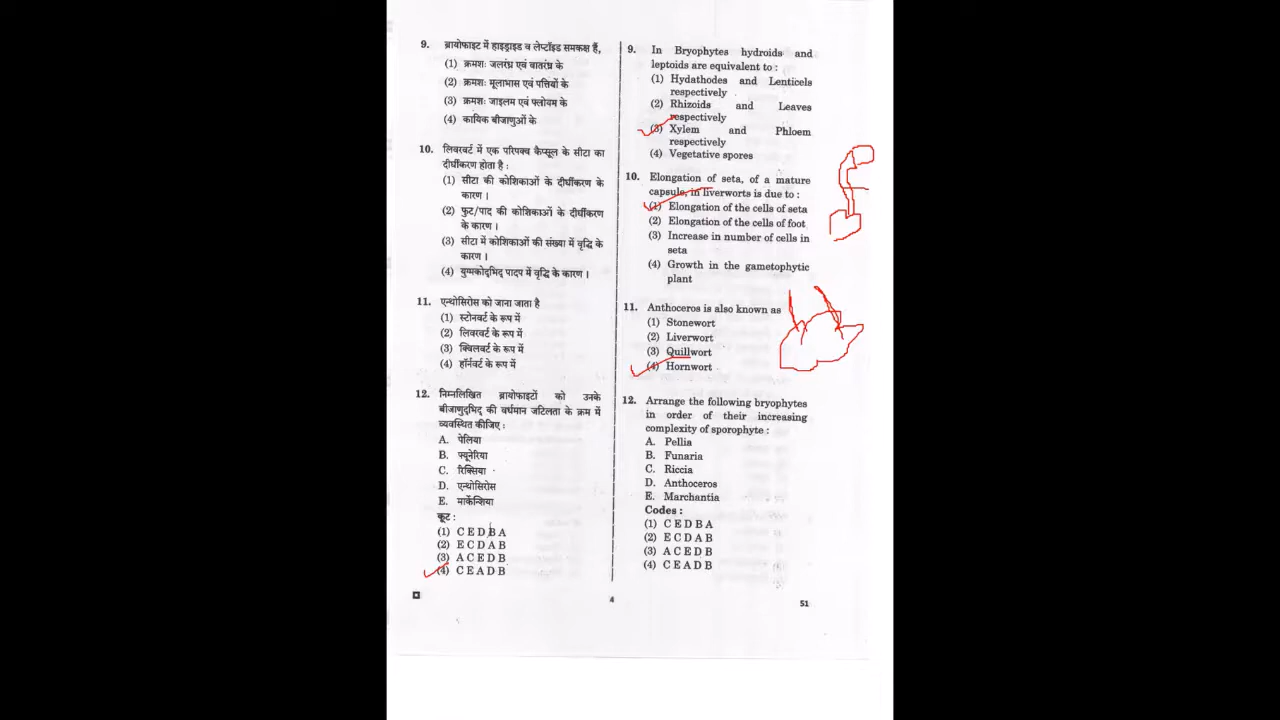 9. ब्रायोफाइट में हाइड्राइड व लेप्टॉइड समकक्ष हैं,
(1) क्रमशः जलरंध्र एवं वातरंध्र के
(2) क्रमशः मूलाभास एवं पत्तियों के
(3) क्रमशः जाइलम एवं फ्लोयम के
(4) कायिक बीजाणुओं के
10. लिवरवर्ट में एक परिपक्व कैप्सूल के सीटा का
दीर्घीकरण होता है :
(1) सीटा की कोशिकाओं के दीर्घीकरण के
कारण ।
(2) फुट/पाद की कोशिकाओं के दीर्घीकरण
के कारण ।
(3) सीटा में कोशिकाओं की संख्या में वृद्धि के
कारण ।
(4) युग्मकोद्भिद् पादप में वृद्धि के कारण ।
11. एन्थोसिरोस को जाना जाता है
(1) स्टोनवर्ट के रूप में
(2) लिवरवर्ट के रूप में
(3) क्विलवर्ट के रूप में
(4) हॉर्नवर्ट के रूप में
12. निम्नलिखित ब्रायोफाइटों को उनके
बीजाणुद्भिद् की वर्धमान जटिलता के क्रम में
व्यवस्थित कीजिए :
A. पेलिया
B. फ्यूनेरिया
C. रिक्सिया
D. एन्थोसिरोस
E. मार्केन्शिया
कूट :
(1) C E D B A
(2) E C D A B
(3) A C E D B
(4) C E A D B
9. In Bryophytes hydroids and
leptoids are equivalent to :
(1) Hydathodes and Lenticels
respectively
(2) Rhizoids and Leaves
respectively
(3) Xylem and Phloem
respectively
(4) Vegetative spores
10. Elongation of seta, of a mature
capsule, in liverworts is due to :
(1) Elongation of the cells of seta
(2) Elongation of the cells of foot
(3) Increase in number of cells in
seta
(4) Growth in the gametophytic
plant
11. Anthoceros is also known as
(1) Stonewort
(2) Liverwort
(3) Quillwort
(4) Hornwort
12. Arrange the following bryophytes
in order of their increasing
complexity of sporophyte :
A. Pellia
B. Funaria
C. Riccia
D. Anthoceros
E. Marchantia
Codes :
(1) C E D B A
(2) E C D A B
(3) A C E D B
(4) C E A D B
4
51